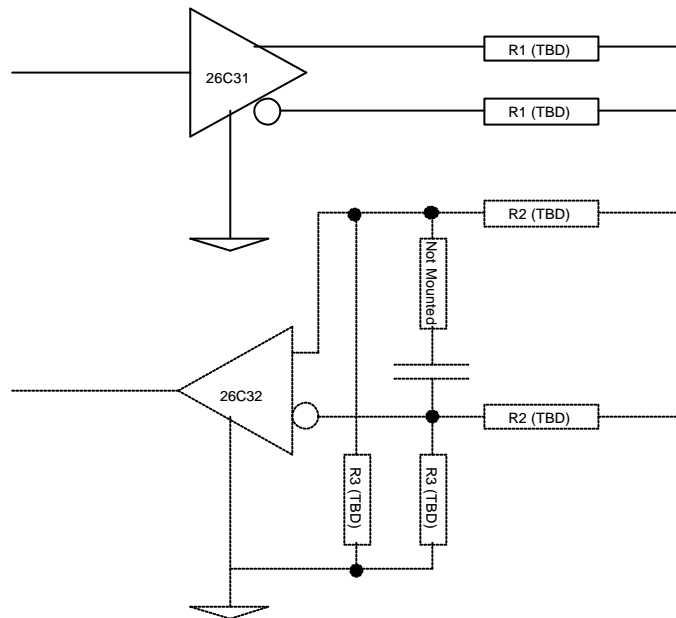 R1 (TBD)
26C31
R1 (TBD)
R2 (TBD)
Not Mounted
26C32
R2 (TBD)
R3 (TBD)
R3 (TBD)